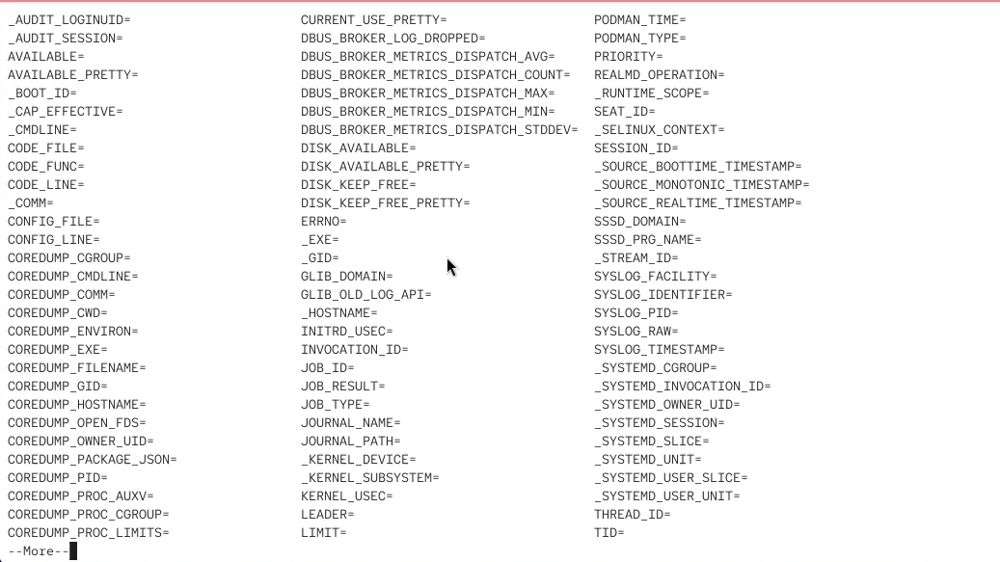 _AUDIT_LOGINUID= CURRENT_USE_PRETTY= PODMAN_TIME=
_AUDIT_SESSION= DBUS_BROKER_LOG_DROPPED= PODMAN_TYPE=
AVAILABLE= DBUS_BROKER_METRICS_DISPATCH_AVG= PRIORITY=
AVAILABLE_PRETTY= DBUS_BROKER_METRICS_DISPATCH_COUNT= REALMD_OPERATION=
_BOOT_ID= DBUS_BROKER_METRICS_DISPATCH_MAX= _RUNTIME_SCOPE=
_CAP_EFFECTIVE= DBUS_BROKER_METRICS_DISPATCH_MIN= SEAT_ID=
_CMDLINE= DBUS_BROKER_METRICS_DISPATCH_STDDEV= _SELINUX_CONTEXT=
CODE_FILE= DISK_AVAILABLE= SESSION_ID=
CODE_FUNC= DISK_AVAILABLE_PRETTY= _SOURCE_BOOTTIME_TIMESTAMP=
CODE_LINE= DISK_KEEP_FREE= _SOURCE_MONOTONIC_TIMESTAMP=
_COMM= DISK_KEEP_FREE_PRETTY= _SOURCE_REALTIME_TIMESTAMP=
CONFIG_FILE= ERRNO= SSSD_DOMAIN=
CONFIG_LINE= _EXE= SSSD_PRG_NAME=
COREDUMP_CGROUP= _GID= _STREAM_ID=
COREDUMP_CMDLINE= GLIB_DOMAIN= SYSLOG_FACILITY=
COREDUMP_COMM= GLIB_OLD_LOG_API= SYSLOG_IDENTIFIER=
COREDUMP_CWD= _HOSTNAME= SYSLOG_PID=
COREDUMP_ENVIRON= INITRD_USEC= SYSLOG_RAW=
COREDUMP_EXE= INVOCATION_ID= SYSLOG_TIMESTAMP=
COREDUMP_FILENAME= JOB_ID= _SYSTEMD_CGROUP=
COREDUMP_GID= JOB_RESULT= _SYSTEMD_INVOCATION_ID=
COREDUMP_HOSTNAME= JOB_TYPE= _SYSTEMD_OWNER_UID=
COREDUMP_OPEN_FDS= JOURNAL_NAME= _SYSTEMD_SESSION=
COREDUMP_OWNER_UID= JOURNAL_PATH= _SYSTEMD_SLICE=
COREDUMP_PACKAGE_JSON= _KERNEL_DEVICE= _SYSTEMD_UNIT=
COREDUMP_PID= _KERNEL_SUBSYSTEM= _SYSTEMD_USER_SLICE=
COREDUMP_PROC_AUXV= KERNEL_USEC= _SYSTEMD_USER_UNIT=
COREDUMP_PROC_CGROUP= LEADER= THREAD_ID=
COREDUMP_PROC_LIMITS= LIMIT= TID=
--More--